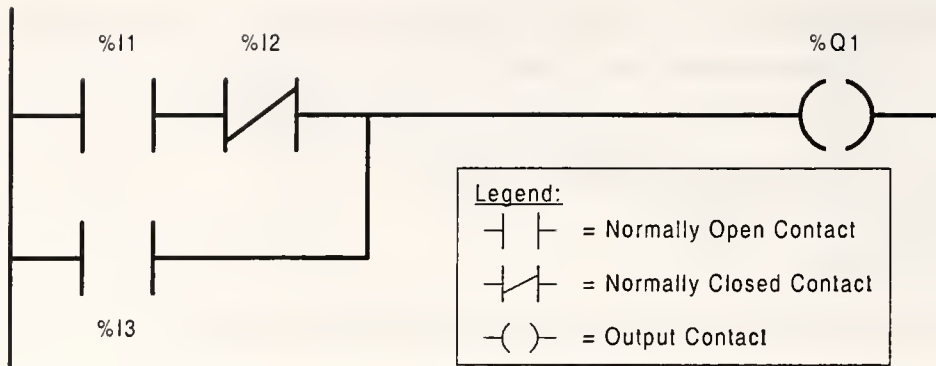 %I1
%I2
%Q1
%I3
Legend:
= Normally Open Contact
= Normally Closed Contact
= Output Contact